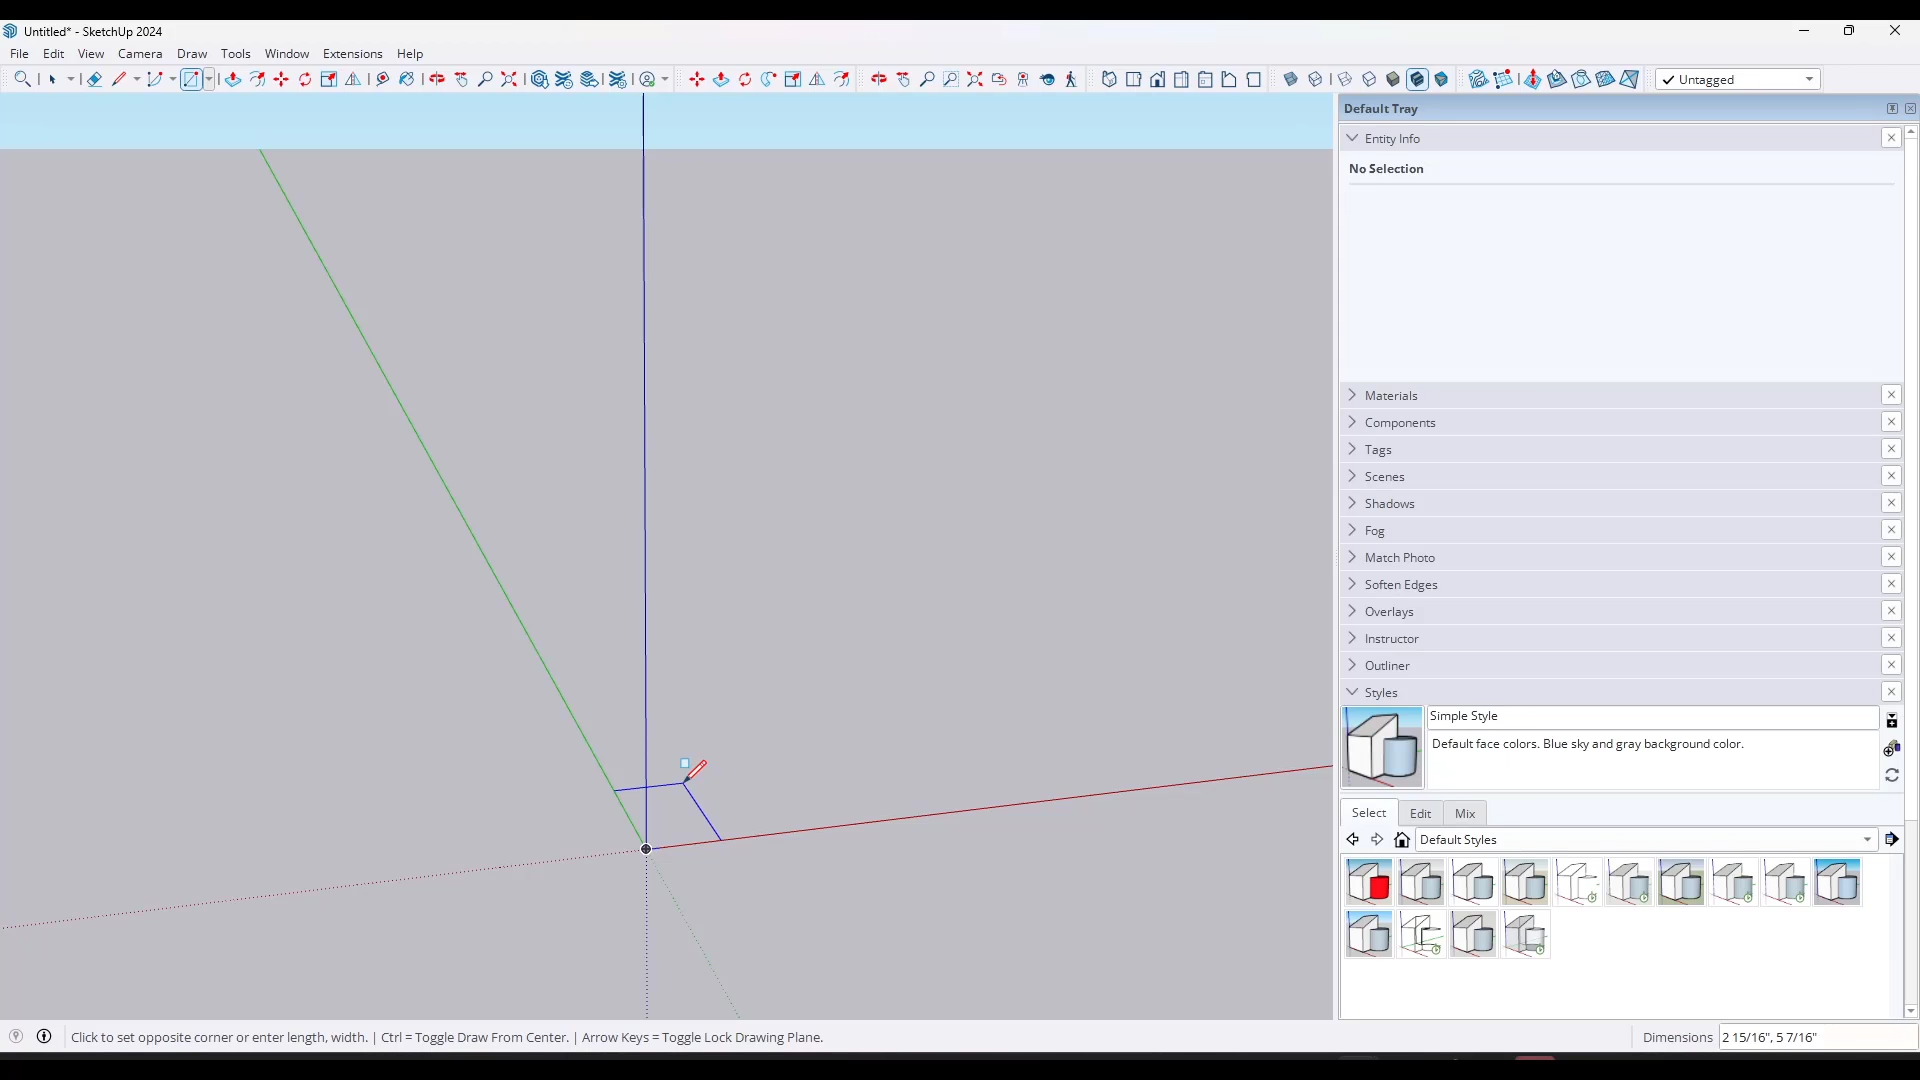 Untitled* - SketchUp 2024
File Edit View Camera Draw Tools Window Extensions Help
Untagged
Default Tray
Entity Info
No Selection
Materials
Components
Tags
Scenes
Shadows
Fog
Match Photo
Soften Edges
Overlays
Instructor
Outliner
Styles
Simple Style
Default face colors. Blue sky and gray background color.
Select Edit Mix
Default Styles
Click to set opposite corner or enter length, width. | Ctrl = Toggle Draw From Center. | Arrow Keys = Toggle Lock Drawing Plane.
Dimensions 2 15/16", 5 7/16"